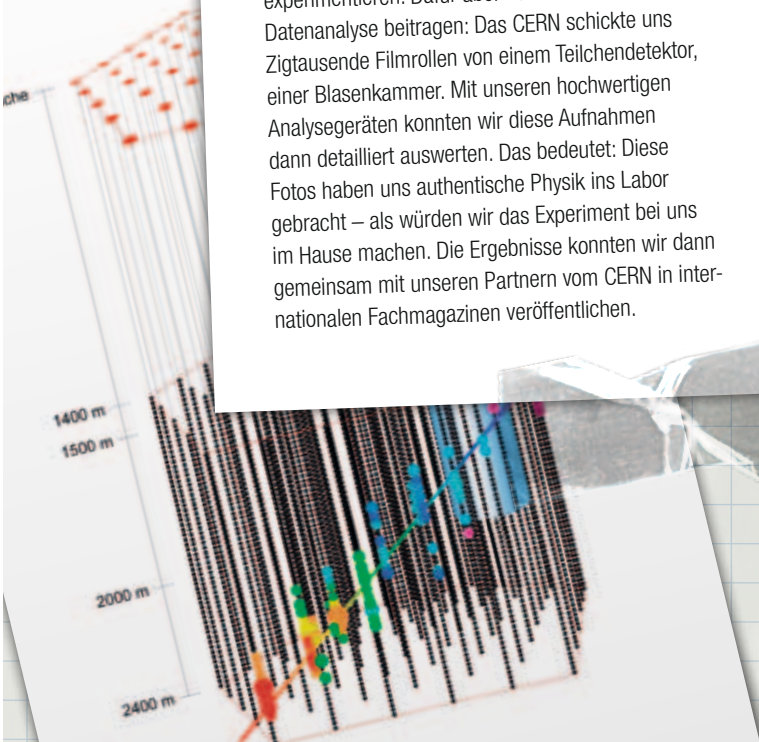 Datenanalyse beitragen: Das CERN schickte uns
Zigtausende Filmrollen von einem Teilchendetektor,
einer Blasenkammer. Mit unseren hochwertigen
Analysegeräten konnten wir diese Aufnahmen
dann detailliert auswerten. Das bedeutet: Diese
Fotos haben uns authentische Physik ins Labor
gebracht – als würden wir das Experiment bei uns
im Hause machen. Die Ergebnisse konnten wir dann
gemeinsam mit unseren Partnern vom CERN in inter-
nationalen Fachmagazinen veröffentlichen.
1400 m
1500 m
2000 m
2400 m